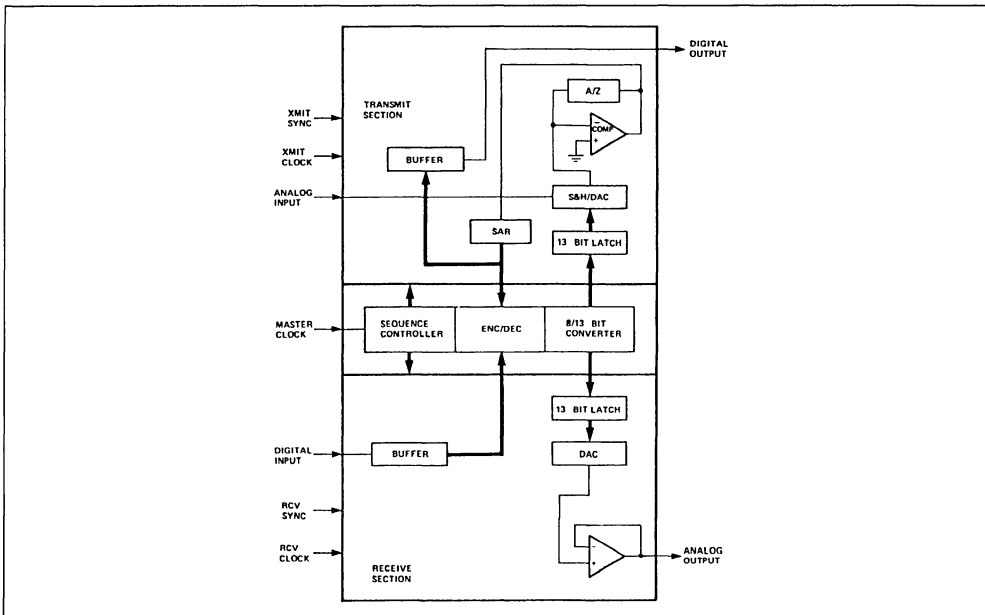 DIGITAL
OUTPUT
TRANSMIT
SECTION
A/Z
XMIT
SYNC
−
COMP
+
XMIT
CLOCK
BUFFER
ANALOG
INPUT
S&H/DAC
SAR
13 BIT LATCH
MASTER
CLOCK
SEQUENCE
CONTROLLER
ENC/DEC
8/13 BIT
CONVERTER
13 BIT LATCH
DIGITAL
INPUT
BUFFER
DAC
RCV
SYNC
RCV
CLOCK
−
+
ANALOG
OUTPUT
RECEIVE
SECTION